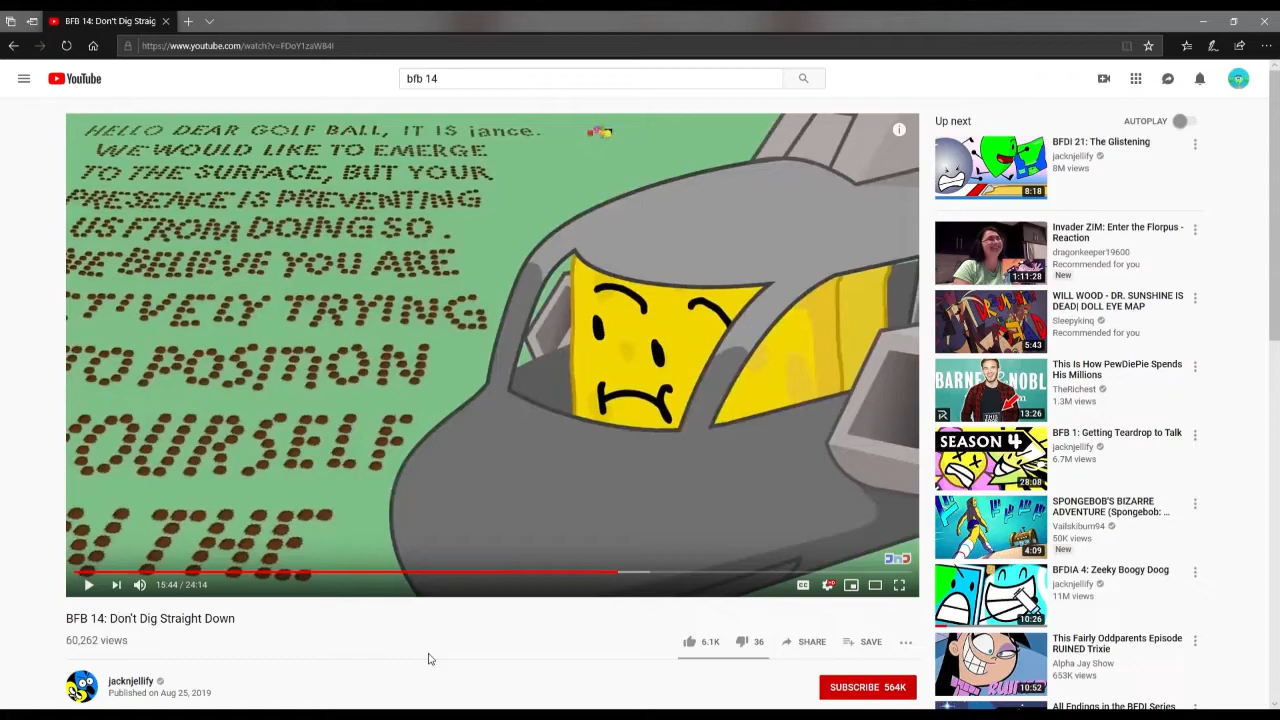 BFB 14: Don't Dig Straig
https://www.youtube.com/watch?v=FDoY1zaW84I
YouTube
bfb 14
HELLO DEAR GOLF BALL, IT IS jance.
WE WOULD LIKE TO EMERGE
TO THE SURFACE, BUT YOUR
PRESENCE IS PREVENTING
US FROM DOING SO.
WE BELIEVE YOU ARE
EVER TRYING
TO POSITION
OURSELF
THE
15:44 / 24:14
BFB 14: Don't Dig Straight Down
60,262 views
6.1K
36
SHARE
SAVE
jacknjellify
Published on Aug 25, 2019
SUBSCRIBE 564K
Up next
AUTOPLAY
BFDI 21: The Glistening
jacknjellify
8M views
8:18
Invader ZIM: Enter the Florpus -
Reaction
dragonkeeper19600
Recommended for you
New
1:11:28
WILL WOOD - DR. SUNSHINE IS
DEAD| DOLL EYE MAP
Sleepykinq
Recommended for you
5:43
This Is How PewDiePie Spends
His Millions
TheRichest
1.3M views
BARNE NOBL
13:26
BFB 1: Getting Teardrop to Talk
jacknjellify
6.7M views
SEASON 4
28:08
SPONGEBOB'S BIZARRE
ADVENTURE (Spongebob: ...
Vailskibum94
50K views
New
4:09
BFDIA 4: Zeeky Boogy Doog
jacknjellify
11M views
10:26
This Fairly Oddparents Episode
RUINED Trixie
Alpha Jay Show
653K views
10:52
All Endings in the BFDI Series